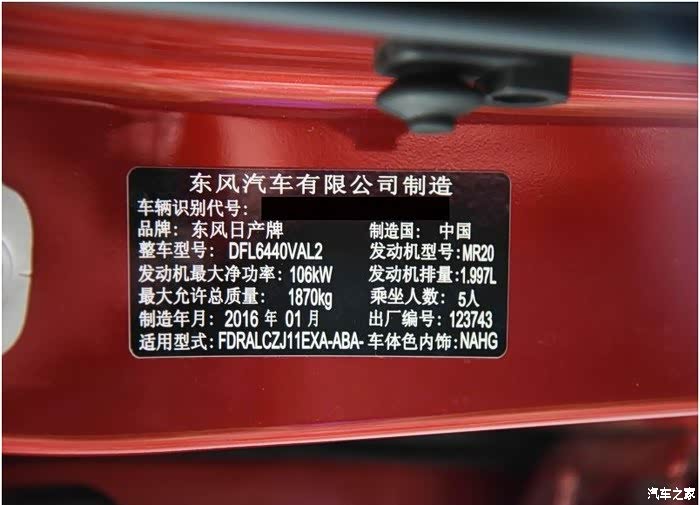 东风汽车有限公司制造
车辆识别代号:
品牌: 东风日产牌 制造国: 中国
整车型号: DFL6440VAL2 发动机型号: MR20
发动机最大净功率: 106kW 发动机排量: 1.997L
最大允许总质量: 1870kg 乘坐人数: 5人
制造年月: 2016 年 01 月 出厂编号: 123743
适用型式: FDRALCZJ11EXA-ABA- 车体色内饰: NAHG
汽车之家